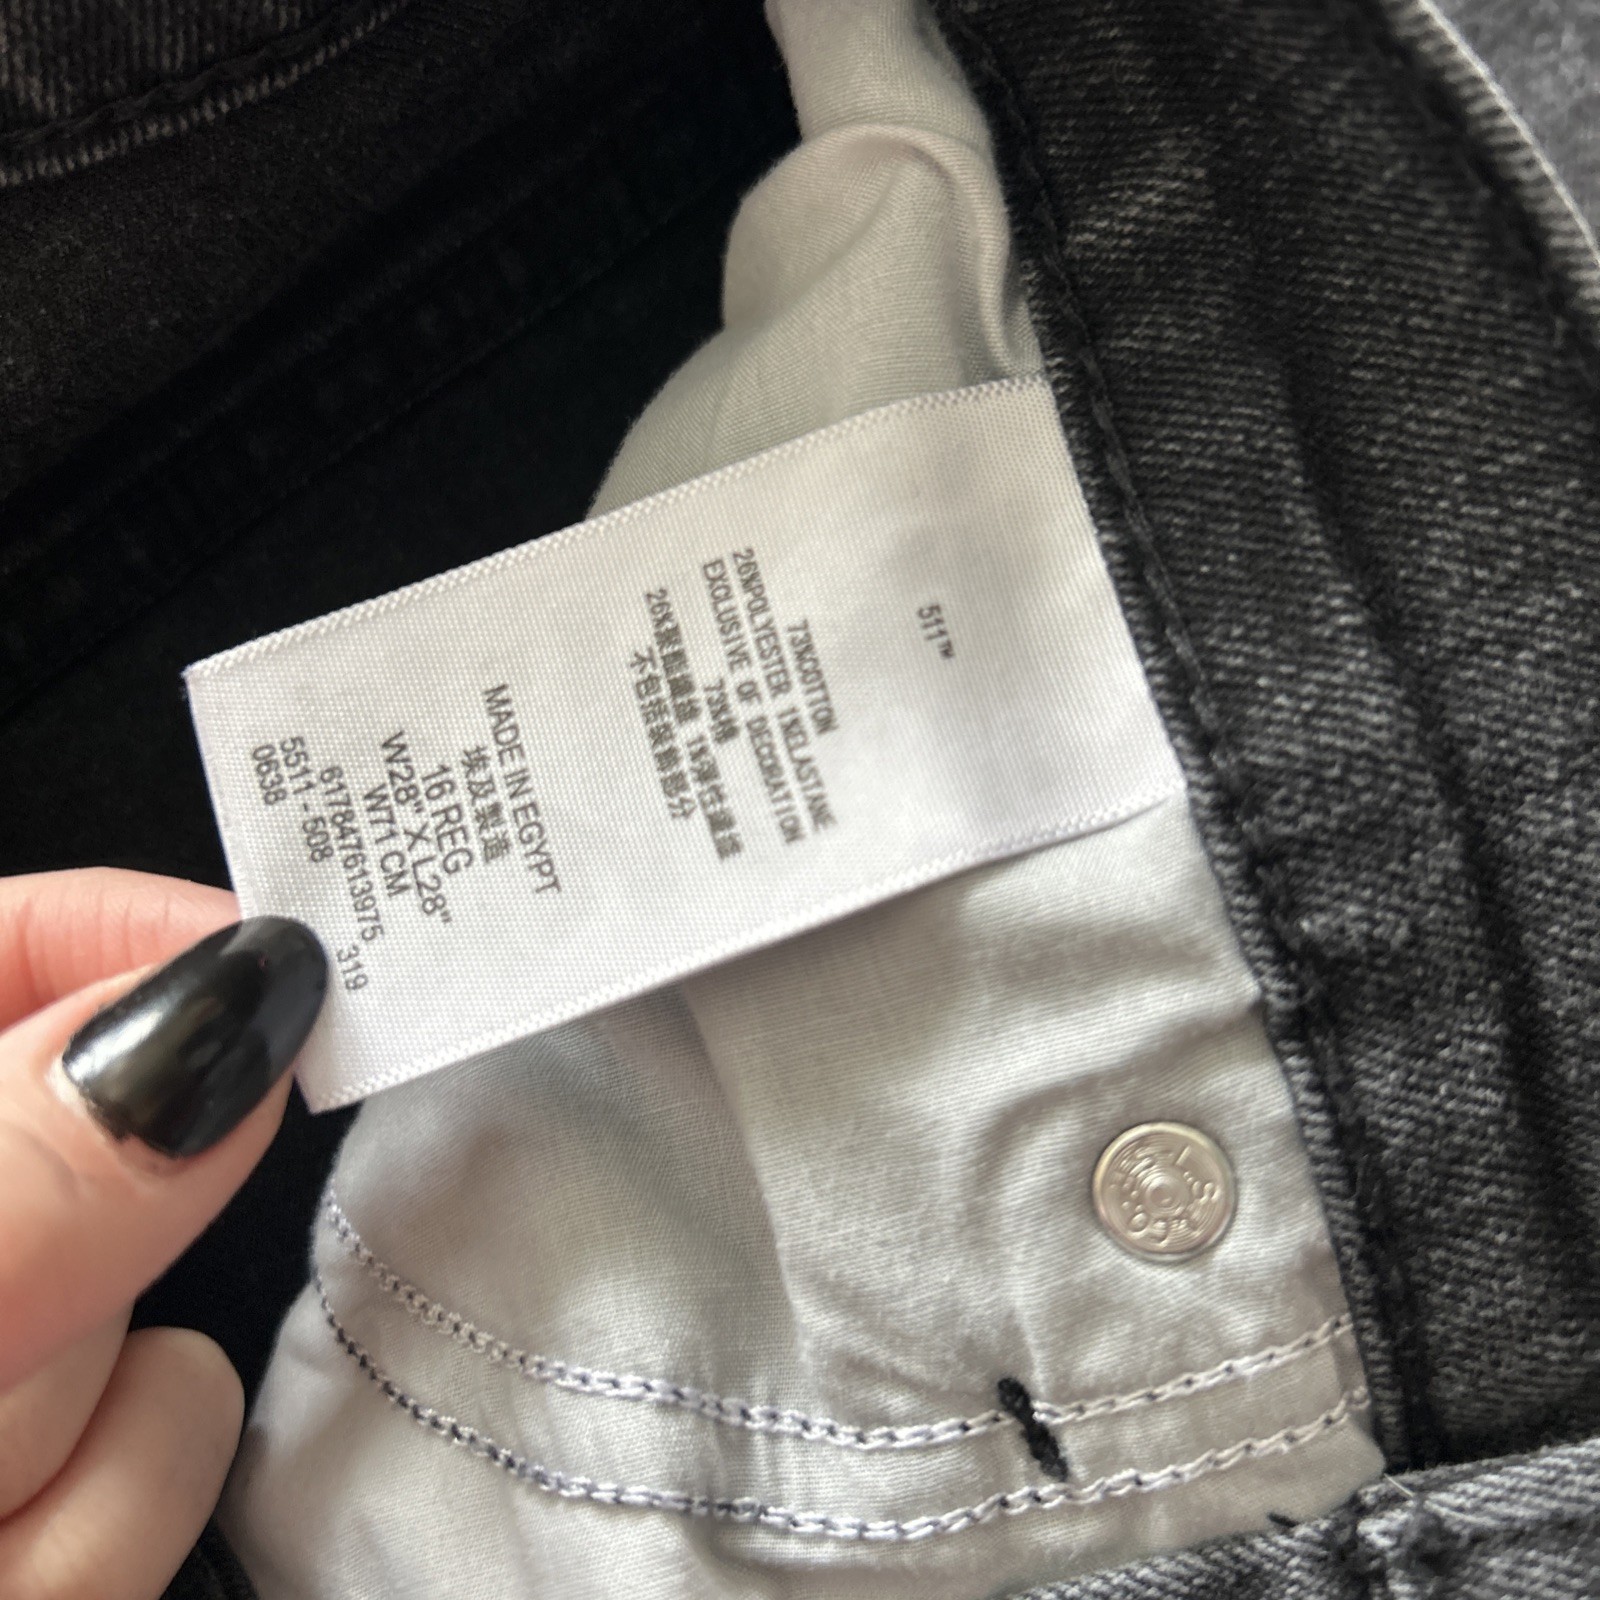 511™
73%COTTON
26%POLYESTER 1%ELASTANE
EXCLUSIVE OF DECORATION
73%棉
26%聚酯纖維 1%彈性纖維
不包括裝飾部分
MADE IN EGYPT
埃及製造
16 REG
W28" X L28"
W71 CM
617847613975 319
5511 - 508
0638